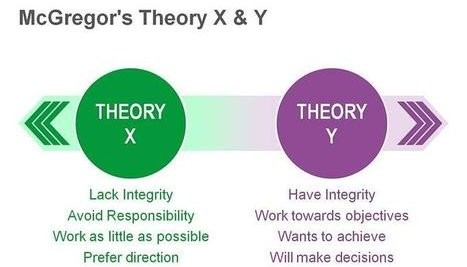 McGregor's Theory X & Y
THEORY
X
THEORY
Y
Lack Integrity
Avoid Responsibility
Work as little as possible
Prefer direction
Have Integrity
Work towards objectives
Wants to achieve
Will make decisions